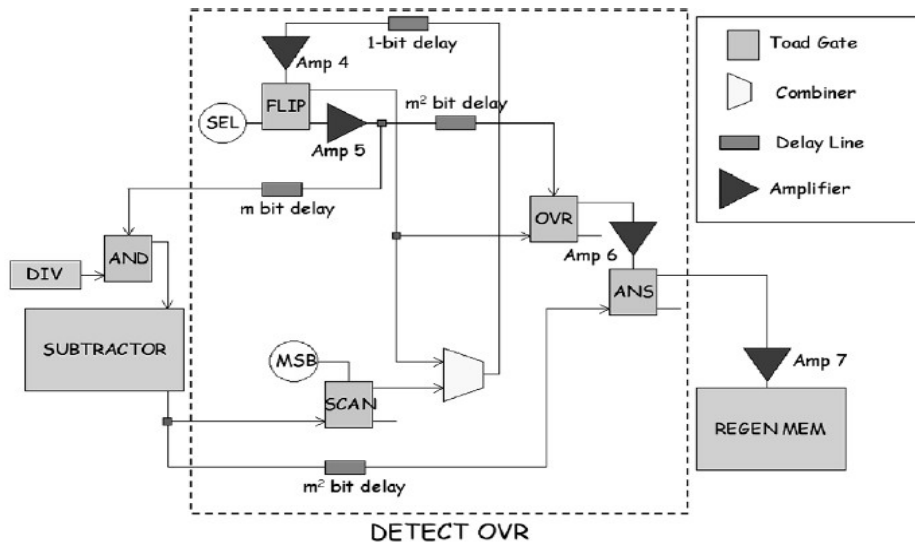 1-bit delay
Amp 4
FLIP
SEL
Amp 5
m² bit delay
m bit delay
OVR
Amp 6
AND
DIV
ANS
SUBTRACTOR
MSB
SCAN
Amp 7
REGEN MEM
m² bit delay
DETECT OVR
Toad Gate
Combiner
Delay Line
Amplifier